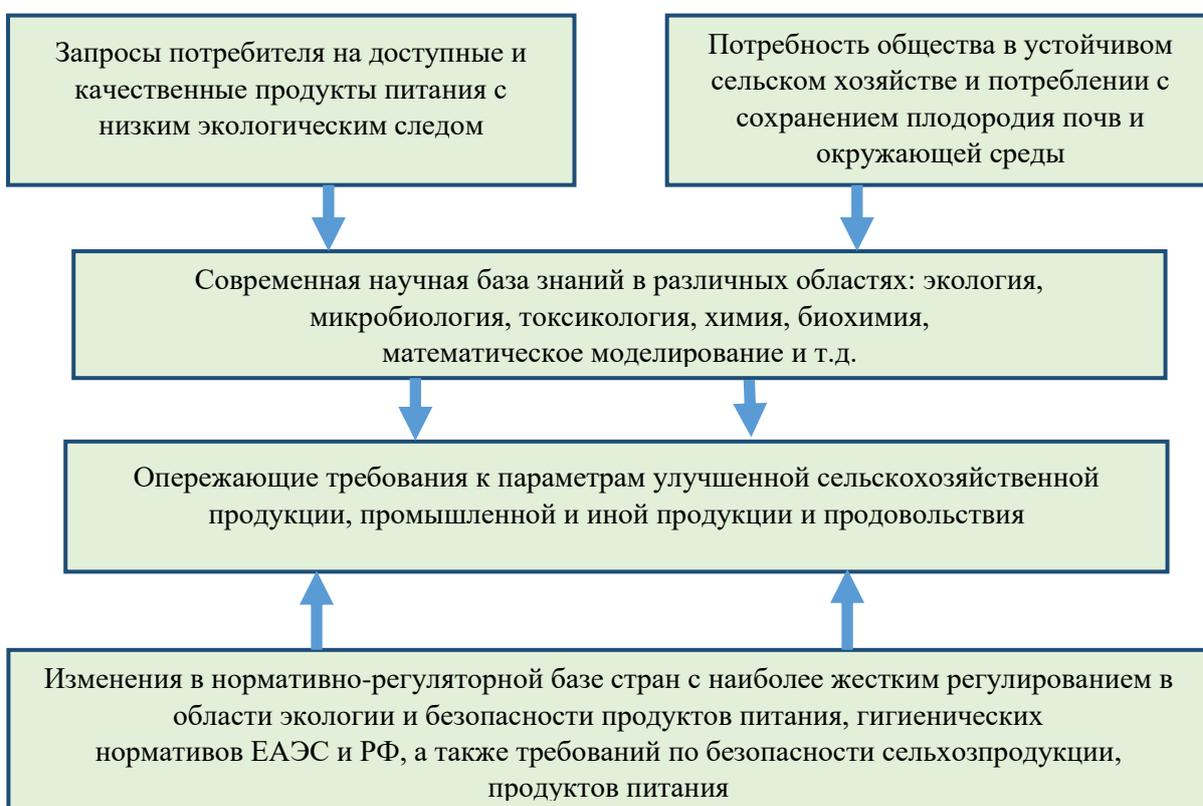 Запросы потребителя на доступные и
качественные продукты питания с
низким экологическим следом
Потребность общества в устойчивом
сельском хозяйстве и потреблении с
сохранением плодородия почв и
окружающей среды
Современная научная база знаний в различных областях: экология,
микробиология, токсикология, химия, биохимия,
математическое моделирование и т.д.
Опережающие требования к параметрам улучшенной сельскохозяйственной
продукции, промышленной и иной продукции и продовольствия
Изменения в нормативно-регуляторной базе стран с наиболее жестким регулированием в
области экологии и безопасности продуктов питания, гигиенических
нормативов ЕАЭС и РФ, а также требований по безопасности сельхозпродукции,
продуктов питания